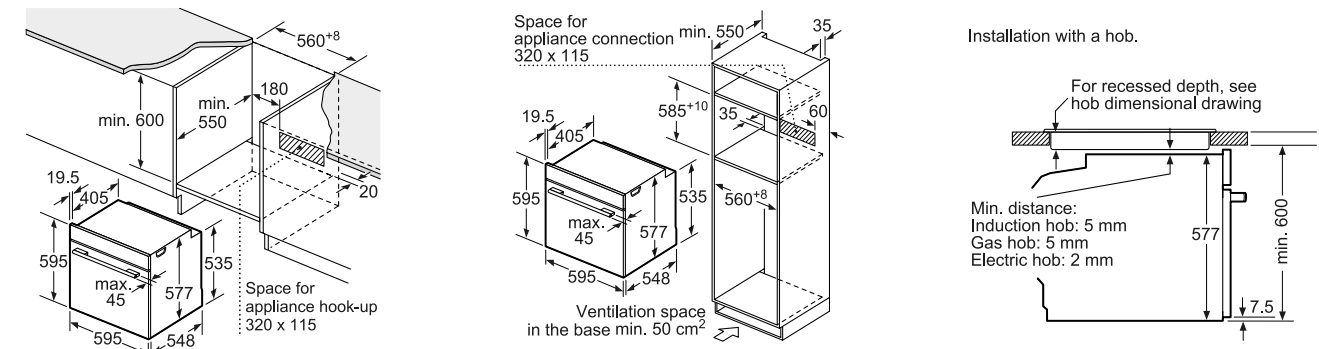 560+8
180
min. 600
min.
550
20
19.5
405
595
max.
45
577
535
595
548
Space for
appliance hook-up
320 x 115
Space for
appliance connection
320 x 115
min. 550
35
585+10
35
60
19.5
405
595
max.
45
577
535
560+8
595
548
Ventilation space
in the base min. 50 cm2
Installation with a hob.
For recessed depth, see
hob dimensional drawing
Min. distance:
Induction hob: 5 mm
Gas hob: 5 mm
Electric hob: 2 mm
577
min. 600
7.5